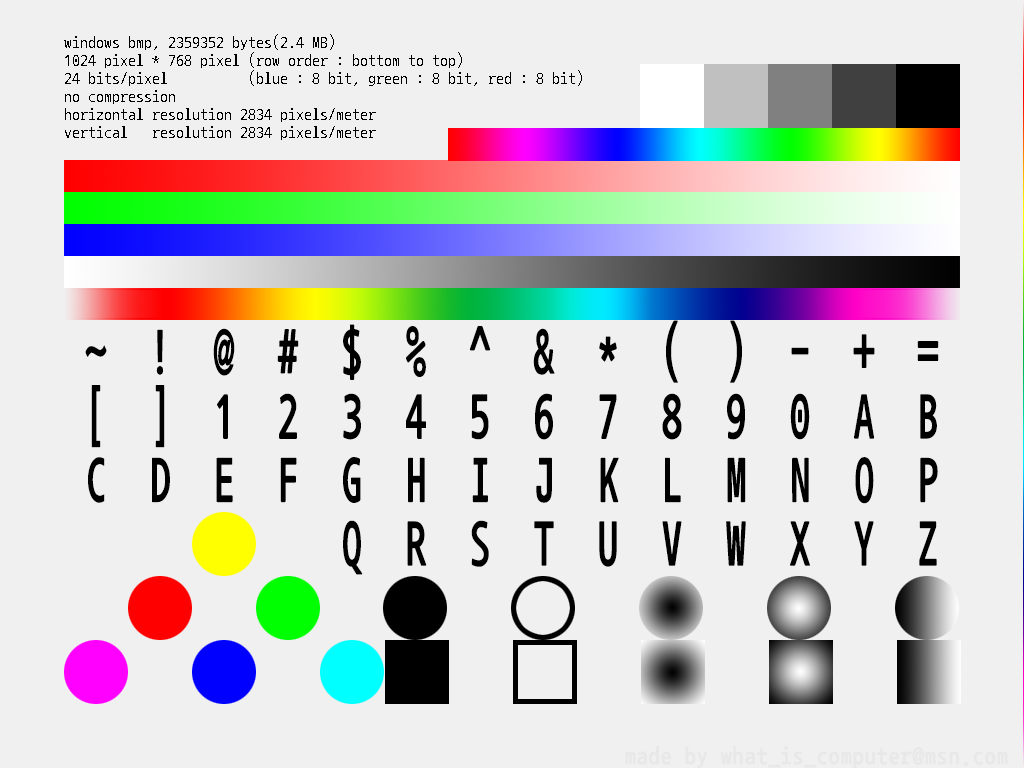 windows bmp, 2359352 bytes(2.4 MB)
1024 pixel * 768 pixel (row order : bottom to top)
24 bits/pixel          (blue : 8 bit, green : 8 bit, red : 8 bit)
no compression
horizontal resolution 2834 pixels/meter
vertical   resolution 2834 pixels/meter
~ ! @ # $ % ^ & * ( ) - + =
[ ] 1 2 3 4 5 6 7 8 9 0 A B
C D E F G H I J K L M N O P
Q R S T U V W X Y Z
made by what_is_computer@msn.com